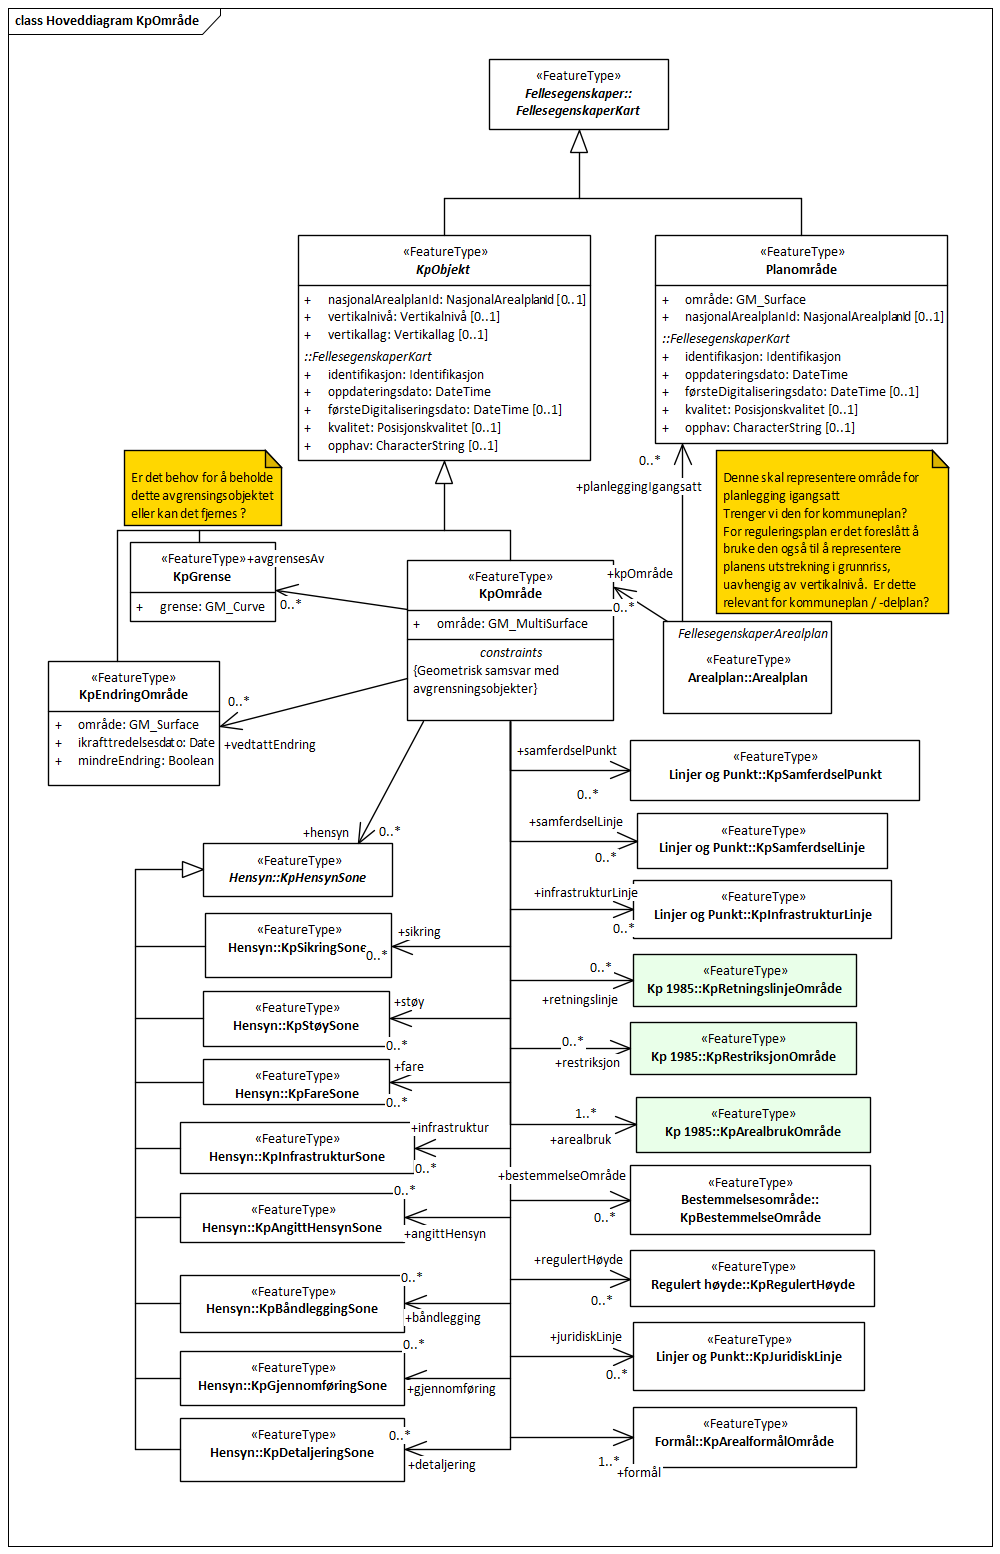 class Hoveddiagram KpOmråde
«FeatureType»
Fellesegenskaper::
FellesegenskaperKart
«FeatureType»
KpObjekt
+ nasjonalArealplanId: NasjonalArealplanId [0..1]
+ vertikalnivå: Vertikalnivå [0..1]
+ vertikallag: Vertikallag [0..1]
::FellesegenskaperKart
+ identifikasjon: Identifikasjon
+ oppdateringsdato: DateTime
+ førsteDigitaliseringsdato: DateTime [0..1]
+ kvalitet: Posisjonskvalitet [0..1]
+ opphav: CharacterString [0..1]
«FeatureType»
Planområde
+ område: GM_Surface
+ nasjonalArealplanId: NasjonalArealplanId [0..1]
::FellesegenskaperKart
+ identifikasjon: Identifikasjon
+ oppdateringsdato: DateTime
+ førsteDigitaliseringsdato: DateTime [0..1]
+ kvalitet: Posisjonskvalitet [0..1]
+ opphav: CharacterString [0..1]
0..*
+planleggingIgangsatt
Er det behov for å beholde
dette avgrensingsobjektet
eller kan det fjernes ?
Denne skal representere område for
planlegging igangsatt
Trenger vi den for kommuneplan?
For reguleringsplan er det foreslått å
bruke den også til å representere
planens utstrekning i grunnriss,
uavhengig av vertikalnivå. Er dette
relevant for kommuneplan / -delplan?
«FeatureType»
KpGrense
+ grense: GM_Curve
+avgrensesAv
0..*
«FeatureType»
KpOmråde
+ område: GM_MultiSurface
constraints
{Geometrisk samsvar med
avgrensningsobjekter}
+kpOmråde
0..*
FellesegenskaperArealplan
«FeatureType»
Arealplan::Arealplan
«FeatureType»
KpEndringOmråde
+ område: GM_Surface
+ ikrafttredelsesdato: Date
+ mindreEndring: Boolean
0..*
+vedtattEndring
+hensyn
0..*
«FeatureType»
Hensyn::KpHensynSone
«FeatureType»
Hensyn::KpSikringSone
+sikring
0..*
«FeatureType»
Hensyn::KpStøySone
+støy
0..*
«FeatureType»
Hensyn::KpFareSone
+fare
0..*
«FeatureType»
Hensyn::KpInfrastrukturSone
+infrastruktur
0..*
«FeatureType»
Hensyn::KpAngittHensynSone
0..*
+angittHensyn
«FeatureType»
Hensyn::KpBåndleggingSone
0..*
+båndlegging
«FeatureType»
Hensyn::KpGjennomføringSone
0..*
+gjennomføring
«FeatureType»
Hensyn::KpDetaljeringSone
0..*
+detaljering
+samferdselPunkt
0..*
«FeatureType»
Linjer og Punkt::KpSamferdselPunkt
+samferdselLinje
0..*
«FeatureType»
Linjer og Punkt::KpSamferdselLinje
+infrastrukturLinje
0..*
«FeatureType»
Linjer og Punkt::KpInfrastrukturLinje
0..*
+retningslinje
«FeatureType»
Kp 1985::KpRetningslinjeOmråde
0..*
+restriksjon
«FeatureType»
Kp 1985::KpRestriksjonOmråde
1..*
+arealbruk
«FeatureType»
Kp 1985::KpArealbrukOmråde
+bestemmelseOmråde
0..*
«FeatureType»
Bestemmelsesområde::
KpBestemmelseOmråde
+regulertHøyde
0..*
«FeatureType»
Regulert høyde::KpRegulertHøyde
+juridiskLinje
0..*
«FeatureType»
Linjer og Punkt::KpJuridiskLinje
1..*
+formål
«FeatureType»
Formål::KpArealformålOmråde